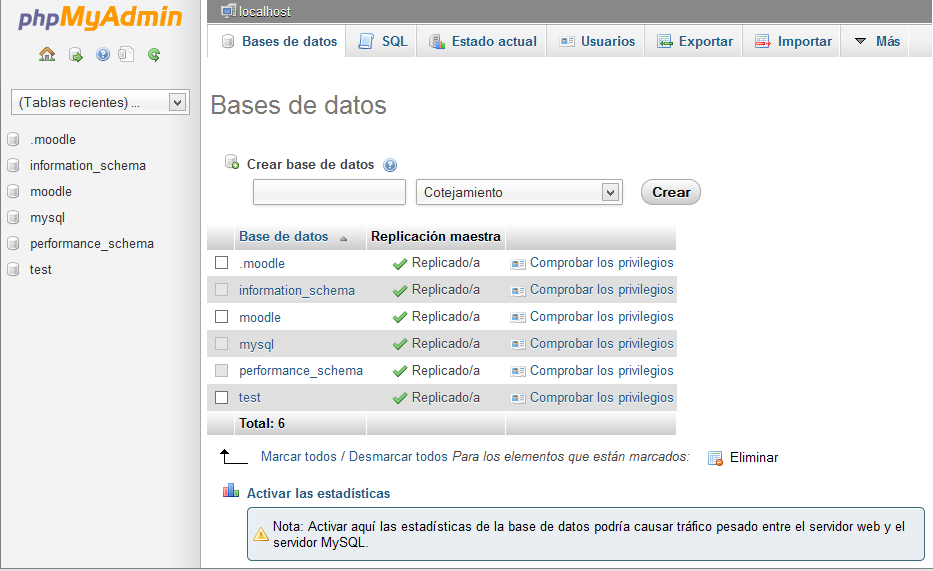 phpMyAdmin
(Tablas recientes) ...
.moodle
information_schema
moodle
mysql
performance_schema
test
localhost
Bases de datos SQL Estado actual Usuarios Exportar Importar Más
Bases de datos
Crear base de datos
Cotejamiento Crear
Base de datos Replicación maestra
.moodle Replicado/a Comprobar los privilegios
information_schema Replicado/a Comprobar los privilegios
moodle Replicado/a Comprobar los privilegios
mysql Replicado/a Comprobar los privilegios
performance_schema Replicado/a Comprobar los privilegios
test Replicado/a Comprobar los privilegios
Total: 6
Marcar todos / Desmarcar todos Para los elementos que están marcados: Eliminar
Activar las estadísticas
Nota: Activar aquí las estadísticas de la base de datos podría causar tráfico pesado entre el servidor web y el
servidor MySQL.